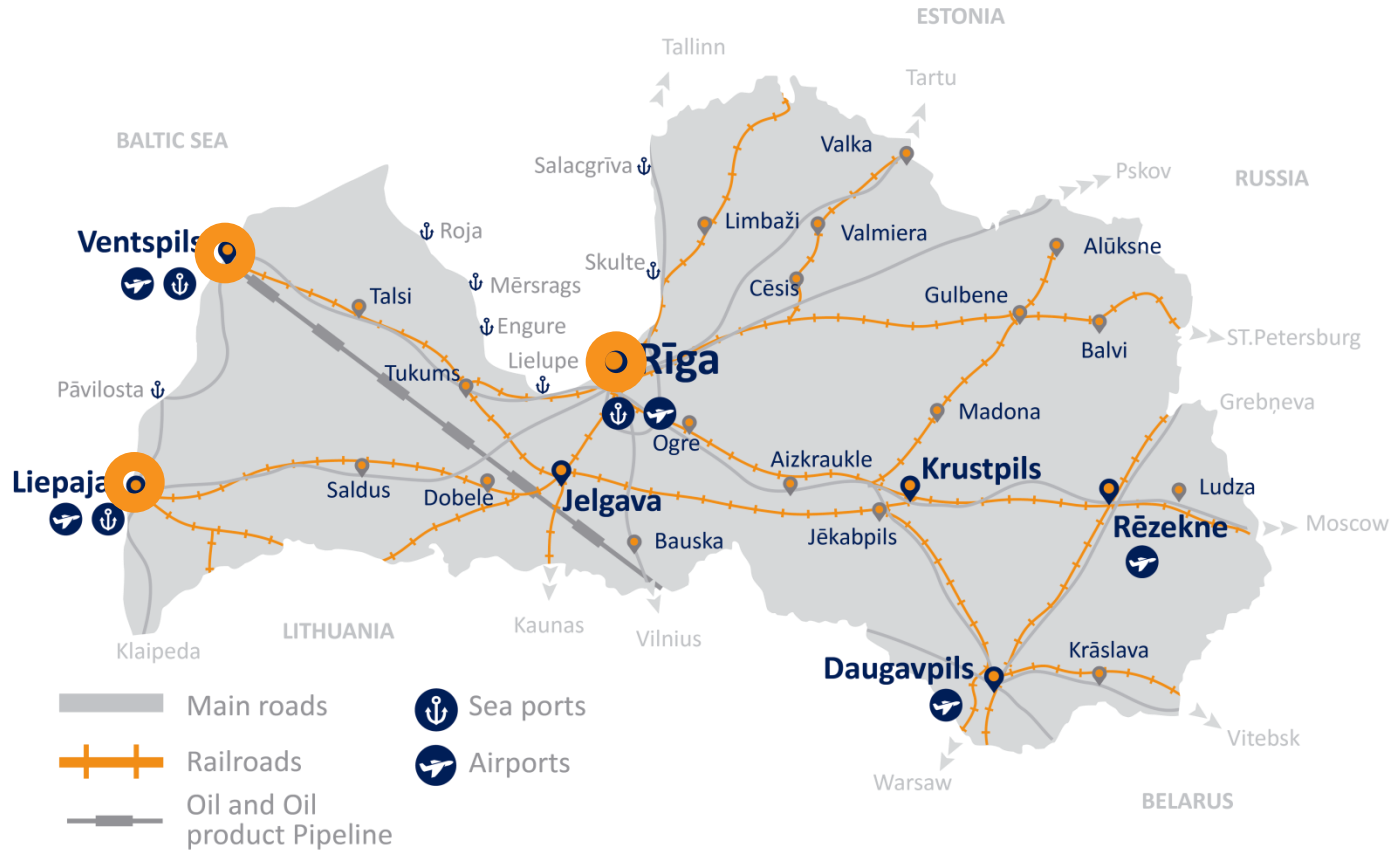 ESTONIA
Tallinn
Tartu
BALTIC SEA
Valka
Salacgrīva
Pskov
RUSSIA
Roja
Limbaži
Valmiera
Ventspils
Alūksne
Skulte
Mērsrags
Cēsis
Talsi
Gulbene
Engure
ST.Petersburg
Lielupe
Rīga
Balvi
Tukums
Pāvilosta
Grebņeva
Madona
Ogre
Aizkraukle
Krustpils
Liepaja
Saldus
Dobele
Jelgava
Ludza
Jēkabpils
Rēzekne
Moscow
Bauska
Kaunas
LITHUANIA
Vilnius
Klaipeda
Krāslava
Daugavpils
Main roads
Sea ports
Vitebsk
Railroads
Airports
Warsaw
BELARUS
Oil and Oil
product Pipeline